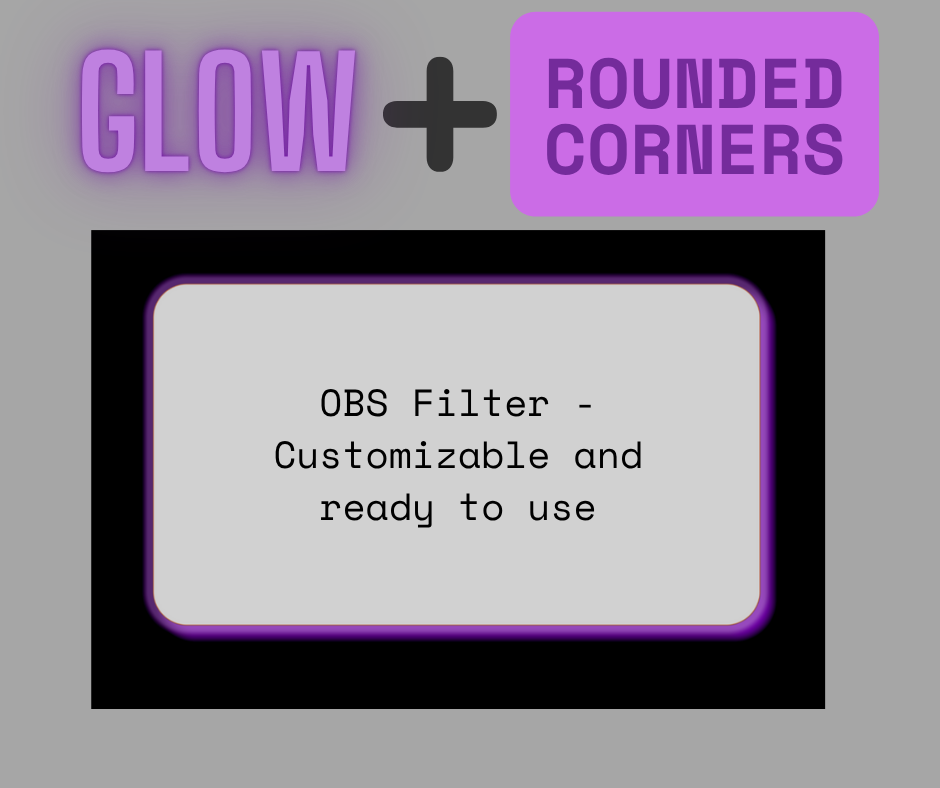 GLOW + ROUNDED
CORNERS
OBS Filter -
Customizable and
ready to use